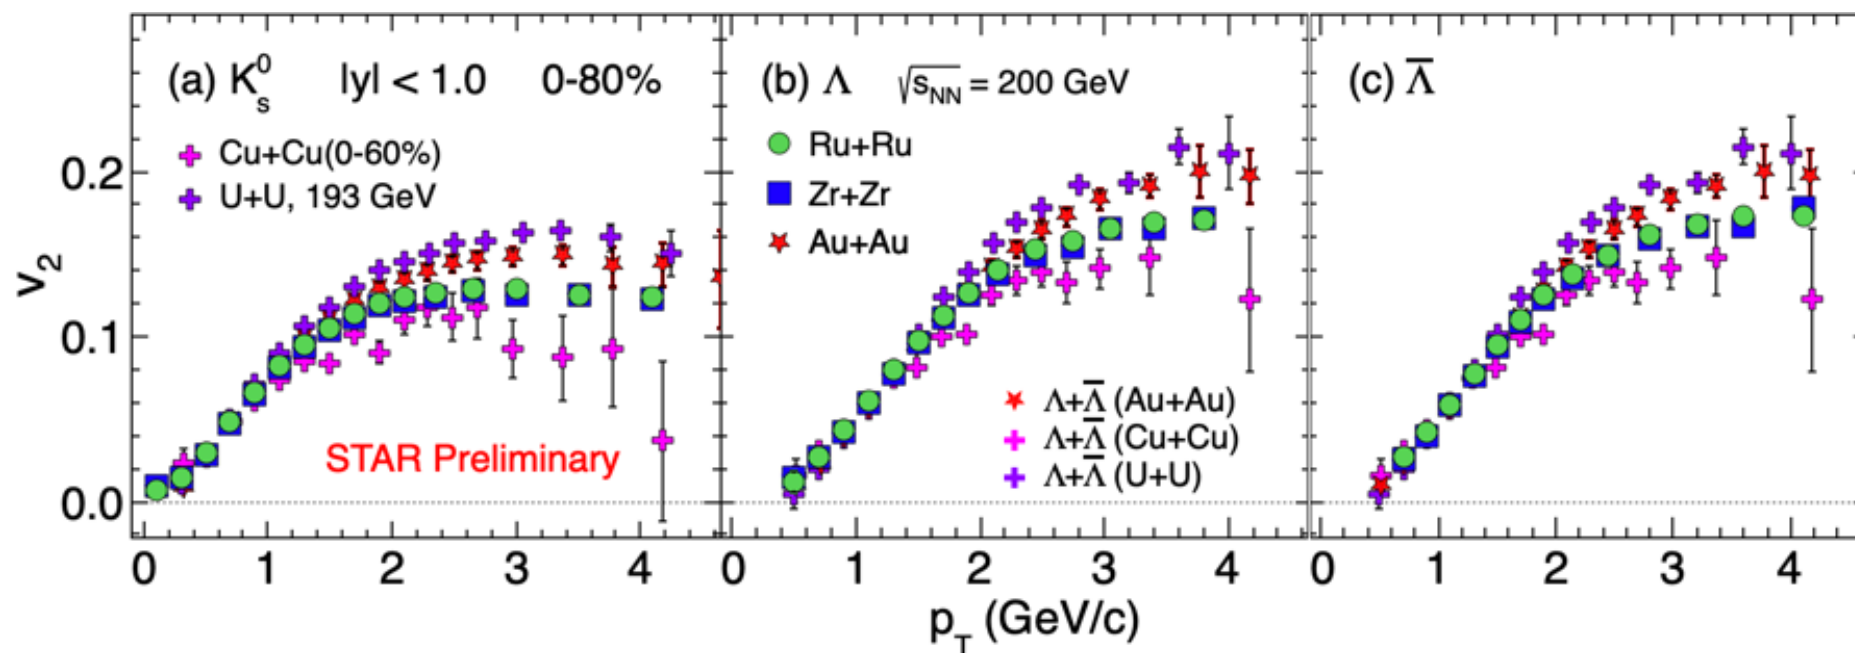 (a) K⁰ₛ |y| < 1.0 0-80%
Cu+Cu(0-60%)
U+U, 193 GeV
STAR Preliminary
(b) Λ √sNN = 200 GeV
Ru+Ru
Zr+Zr
Au+Au
Λ+Λ̅ (Au+Au)
Λ+Λ̅ (Cu+Cu)
Λ+Λ̅ (U+U)
(c) Λ̅
v₂
0.2
0.1
0.0
0 1 2 3 4
0 1 2 3 4
0 1 2 3 4
p_T (GeV/c)